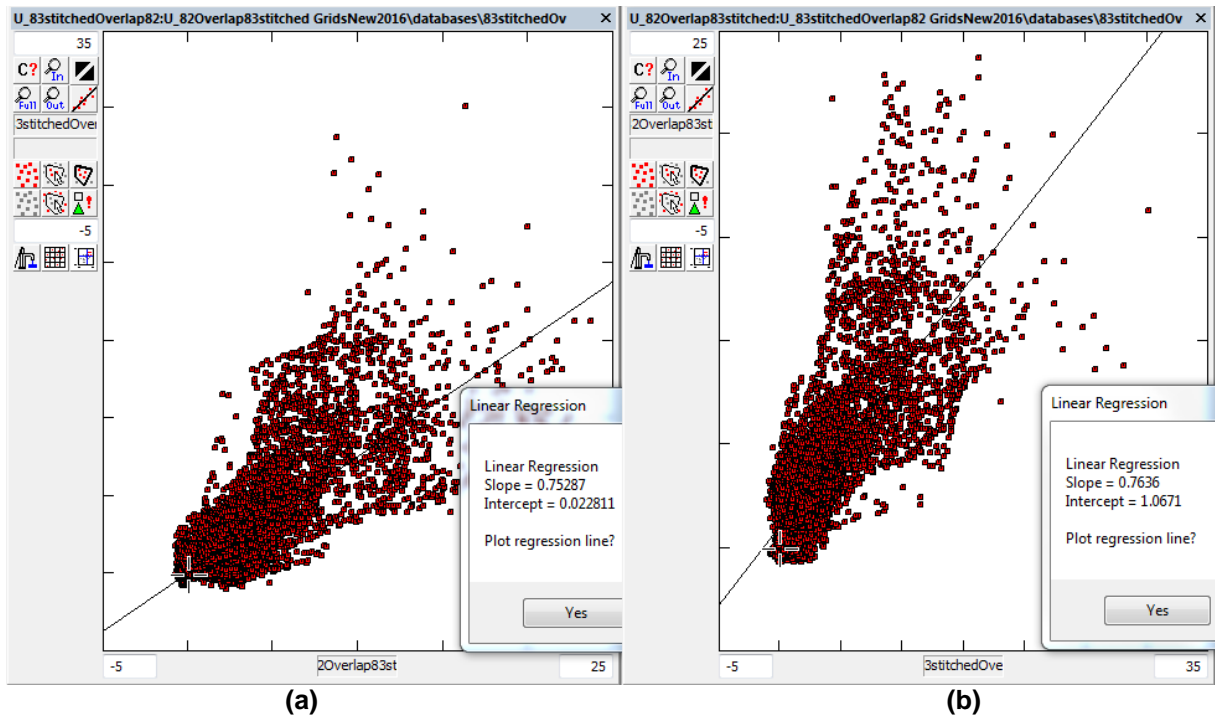 U_83stitchedOverlap82:U_82Overlap83stitched GridsNew2016\databases\83stitchedOv
35
C?
In
Full
Out
3stitchedOver
-5
Linear Regression
Linear Regression
Slope = 0.75287
Intercept = 0.022811
Plot regression line?
Yes
-5
2Overlap83st
25
(a)
U_82Overlap83stitched:U_83stitchedOverlap82 GridsNew2016\databases\83stitchedOv
25
C?
In
Full
Out
2Overlap83st
-5
Linear Regression
Linear Regression
Slope = 0.7636
Intercept = 1.0671
Plot regression line?
Yes
-5
3stitchedOve
35
(b)